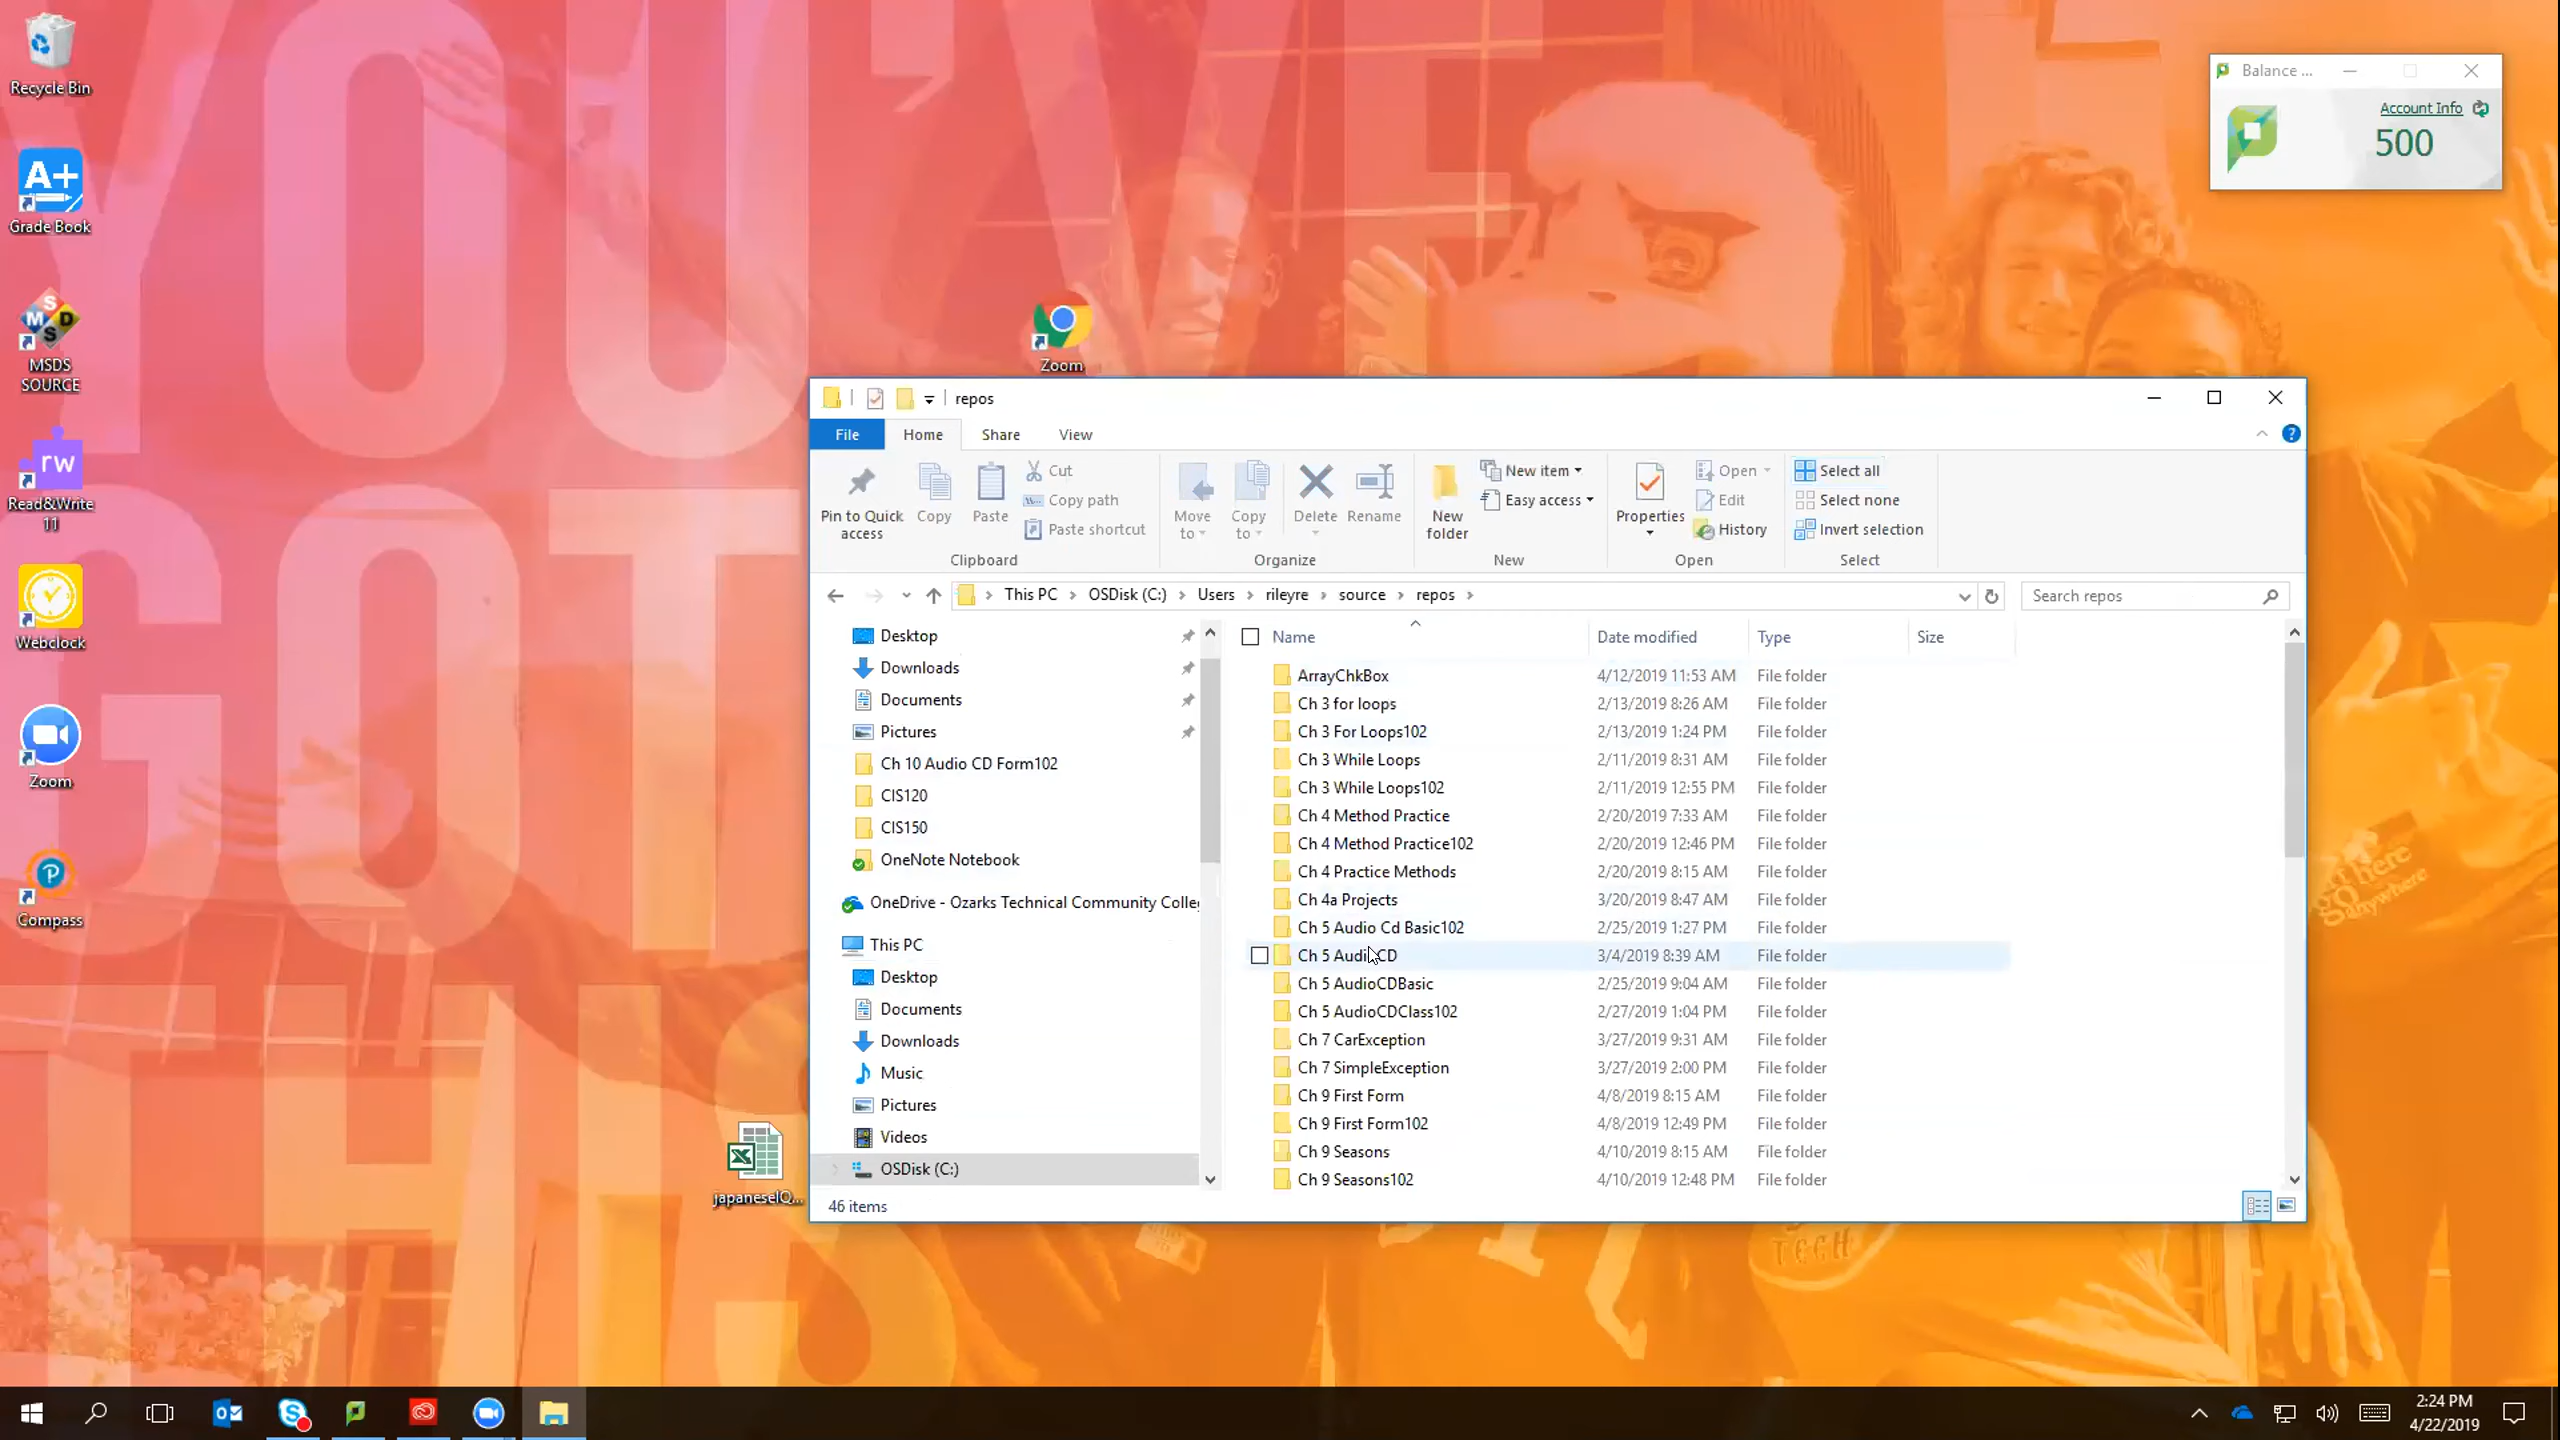 YOU'VE
GOT
THIS
Recycle Bin
A+
Grade Book
M S D S
MSDS
SOURCE
rw
Read&Write
11
Webclock
Zoom
Compass
Zoom
japaneseIQ...
Balance ...
Account Info
500
go here
go anywhere
TECH
repos
File
Home
Share
View
Pin to Quick
access
Copy
Paste
Cut
Copy path
Paste shortcut
Clipboard
Move
to
Copy
to
Delete
Rename
Organize
New
folder
New item
Easy access
New
Properties
Open
Edit
History
Open
Select all
Select none
Invert selection
Select
This PC > OSDisk (C:) > Users > rileyre > source > repos >
Search repos
Desktop
Downloads
Documents
Pictures
Ch 10 Audio CD Form102
CIS120
CIS150
OneNote Notebook
OneDrive - Ozarks Technical Community Colle
This PC
Desktop
Documents
Downloads
Music
Pictures
Videos
OSDisk (C:)
Name Date modified Type Size
ArrayChkBox 4/12/2019 11:53 AM File folder
Ch 3 for loops 2/13/2019 8:26 AM File folder
Ch 3 For Loops102 2/13/2019 1:24 PM File folder
Ch 3 While Loops 2/11/2019 8:31 AM File folder
Ch 3 While Loops102 2/11/2019 12:55 PM File folder
Ch 4 Method Practice 2/20/2019 7:33 AM File folder
Ch 4 Method Practice102 2/20/2019 12:46 PM File folder
Ch 4 Practice Methods 2/20/2019 8:15 AM File folder
Ch 4a Projects 3/20/2019 8:47 AM File folder
Ch 5 Audio Cd Basic102 2/25/2019 1:27 PM File folder
Ch 5 AudioCD 3/4/2019 8:39 AM File folder
Ch 5 AudioCDBasic 2/25/2019 9:04 AM File folder
Ch 5 AudioCDClass102 2/27/2019 1:04 PM File folder
Ch 7 CarException 3/27/2019 9:31 AM File folder
Ch 7 SimpleException 3/27/2019 2:00 PM File folder
Ch 9 First Form 4/8/2019 8:15 AM File folder
Ch 9 First Form102 4/8/2019 12:49 PM File folder
Ch 9 Seasons 4/10/2019 8:15 AM File folder
Ch 9 Seasons102 4/10/2019 12:48 PM File folder
46 items
2:24 PM
4/22/2019